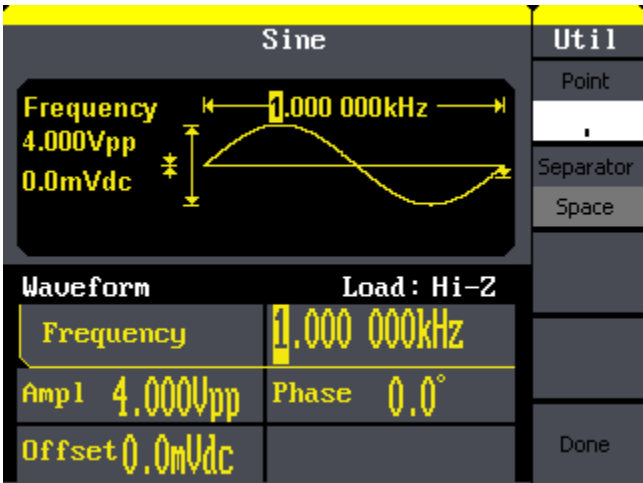 Sine
Util
Point
.
Separator
Space
Done
Frequency
1.000 000kHz
4.000Vpp
0.0mVdc
Waveform
Load: Hi-Z
Frequency
1.000 000kHz
Ampl 4.000Vpp
Phase 0.0°
Offset 0.0mVdc